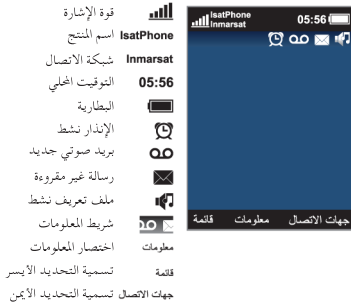 قوة الإشارة
IsatPhone اسم المنتج
Inmarsat شبكة الاتصال
05:56 التوقيت المحلي
البطارية
الإنذار نشط
بريد صوتي جديد
رسالة غير مقروءة
ملف تعريف نشط
شريط المعلومات
معلومات اختصار المعلومات
قائمة تسمية التحديد الأيسر
جهات الاتصال تسمية التحديد الأيمن
IsatPhone
Inmarsat
05:56
قائمة معلومات جهات الاتصال